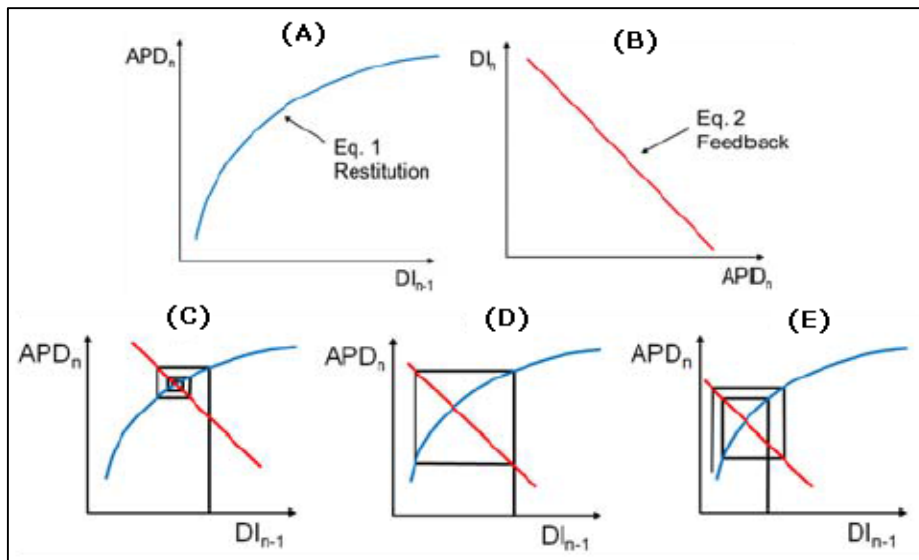 (A)
APDₙ
Eq. 1
Restitution
DIₙ₋₁
(B)
DIₙ
Eq. 2
Feedback
APDₙ
(C)
APDₙ
DIₙ₋₁
(D)
APDₙ
DIₙ₋₁
(E)
APDₙ
DIₙ₋₁